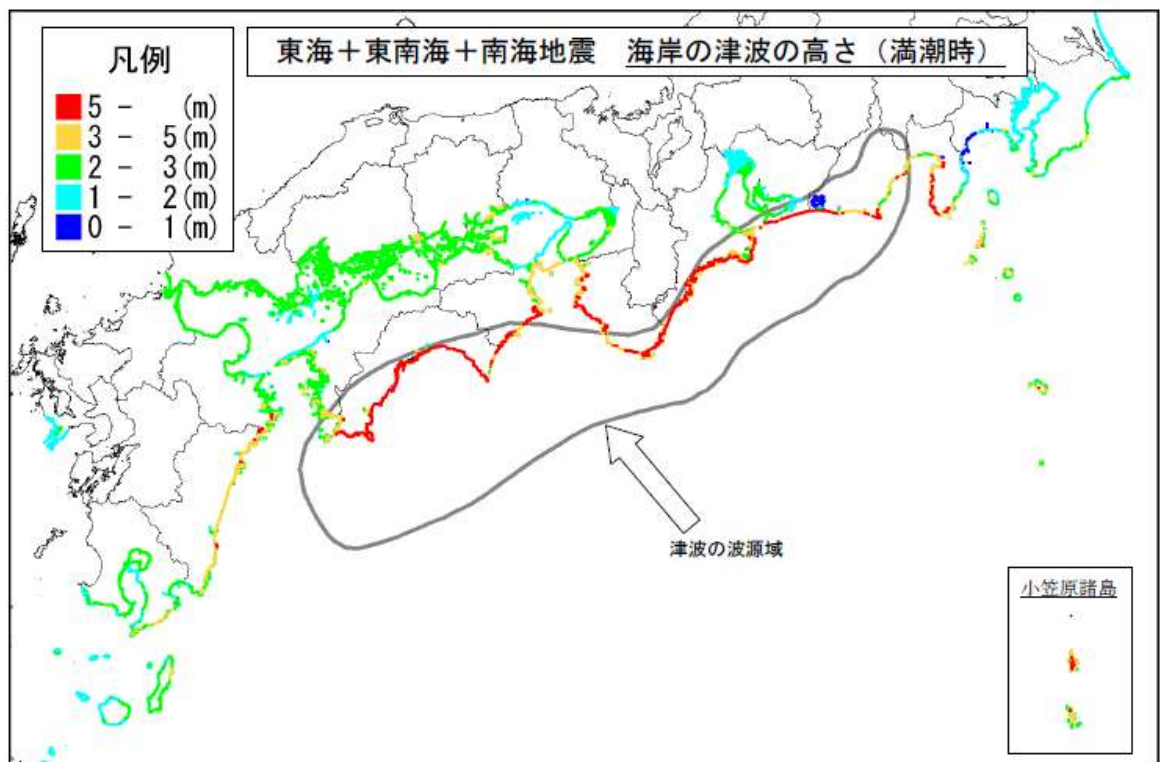 東海+東南海+南海地震 海岸の津波の高さ（満潮時）
凡例
5 - (m)
3 - 5(m)
2 - 3(m)
1 - 2(m)
0 - 1(m)
津波の波源域
小笠原諸島